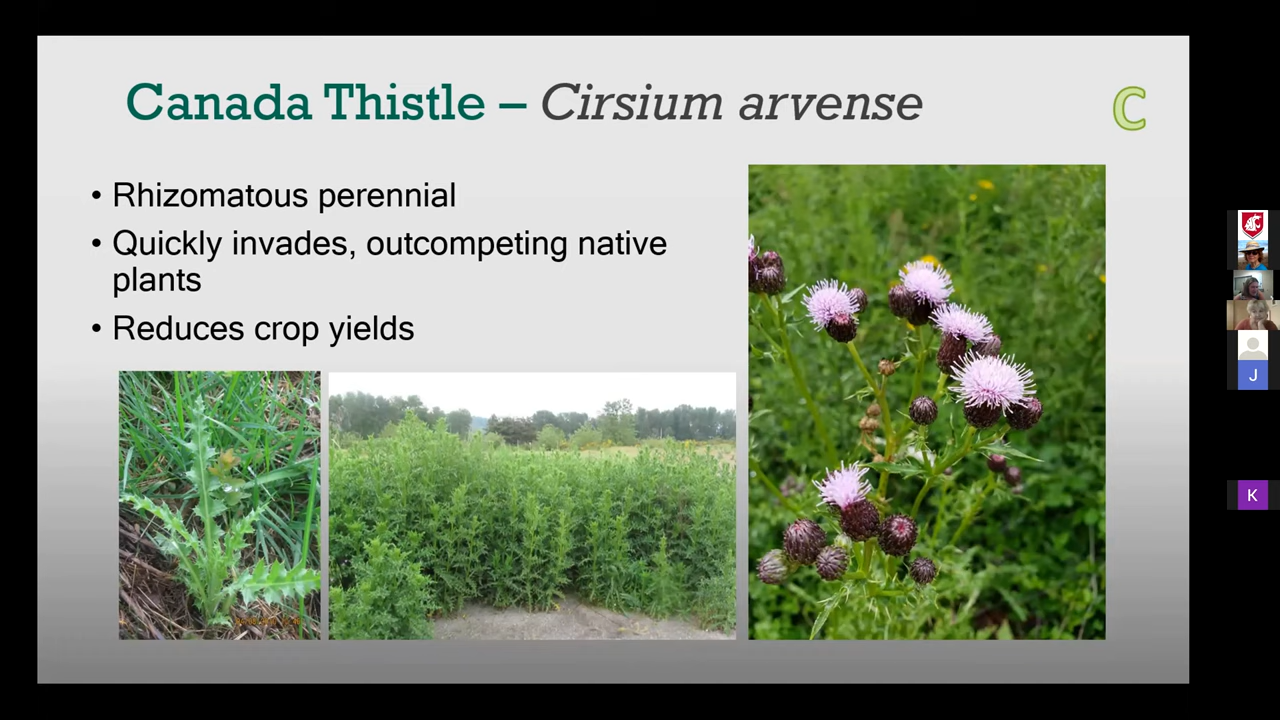 Canada Thistle – Cirsium arvense
C
• Rhizomatous perennial
• Quickly invades, outcompeting native
plants
• Reduces crop yields
J
K